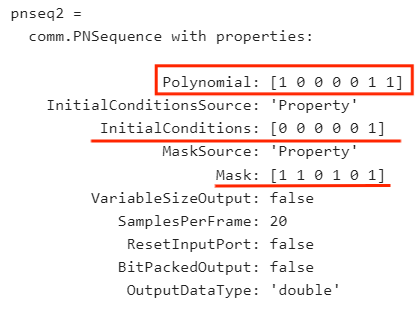 pnseq2 =
comm.PNSequence with properties:
Polynomial: [1 0 0 0 0 1 1]
InitialConditionsSource: 'Property'
InitialConditions: [0 0 0 0 0 1]
MaskSource: 'Property'
Mask: [1 1 0 1 0 1]
VariableSizeOutput: false
SamplesPerFrame: 20
ResetInputPort: false
BitPackedOutput: false
OutputDataType: 'double'